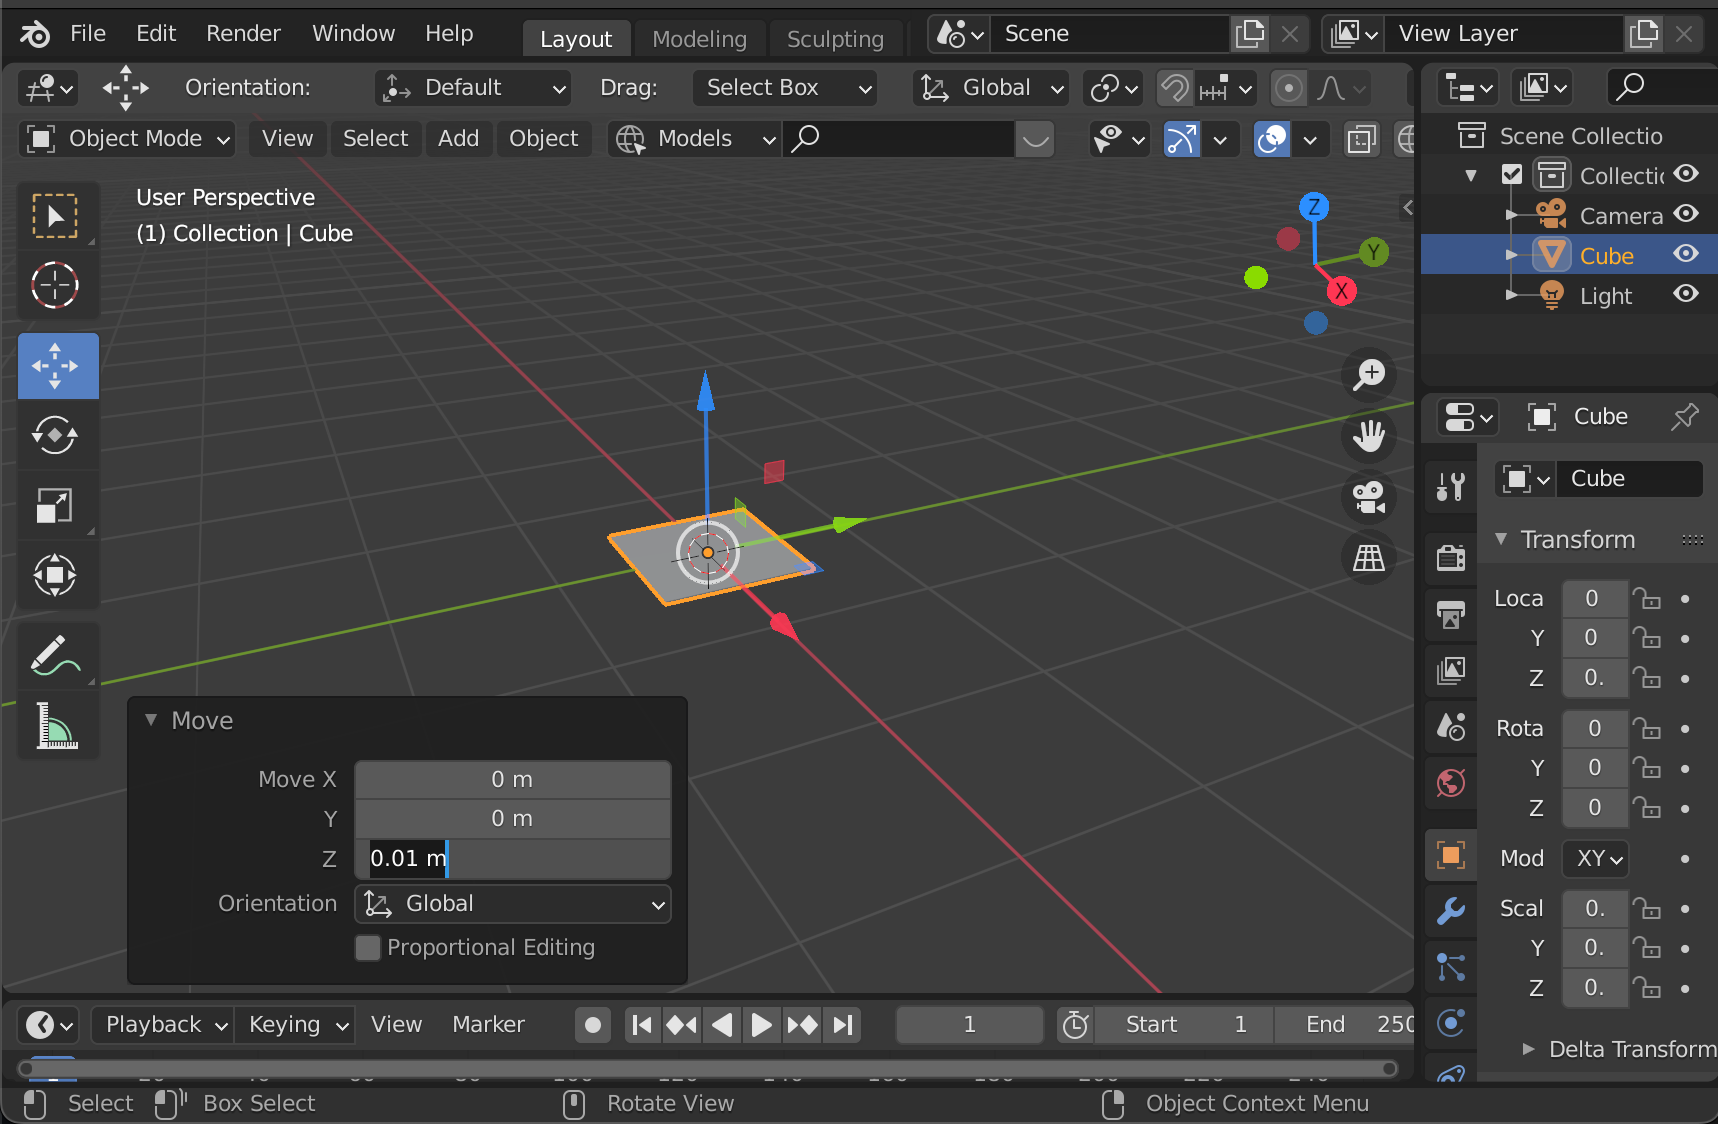 File Edit Render Window Help Layout Modeling Sculpting Scene View Layer
Orientation: Default Drag: Select Box Global
Object Mode View Select Add Object Models
User Perspective
(1) Collection | Cube
Z
Y
X
Scene Collectio
Collectic
Camera
Cube
Light
Cube
Cube
Transform
Loca 0
Y 0
Z 0.
Rota 0
Y 0
Z 0
Mod XY
Scal 0.
Y 0.
Z 0.
Delta Transform
Move
Move X 0 m
Y 0 m
Z 0.01 m
Orientation Global
Proportional Editing
Playback Keying View Marker 1 Start 1 End 250
Select Box Select Rotate View Object Context Menu